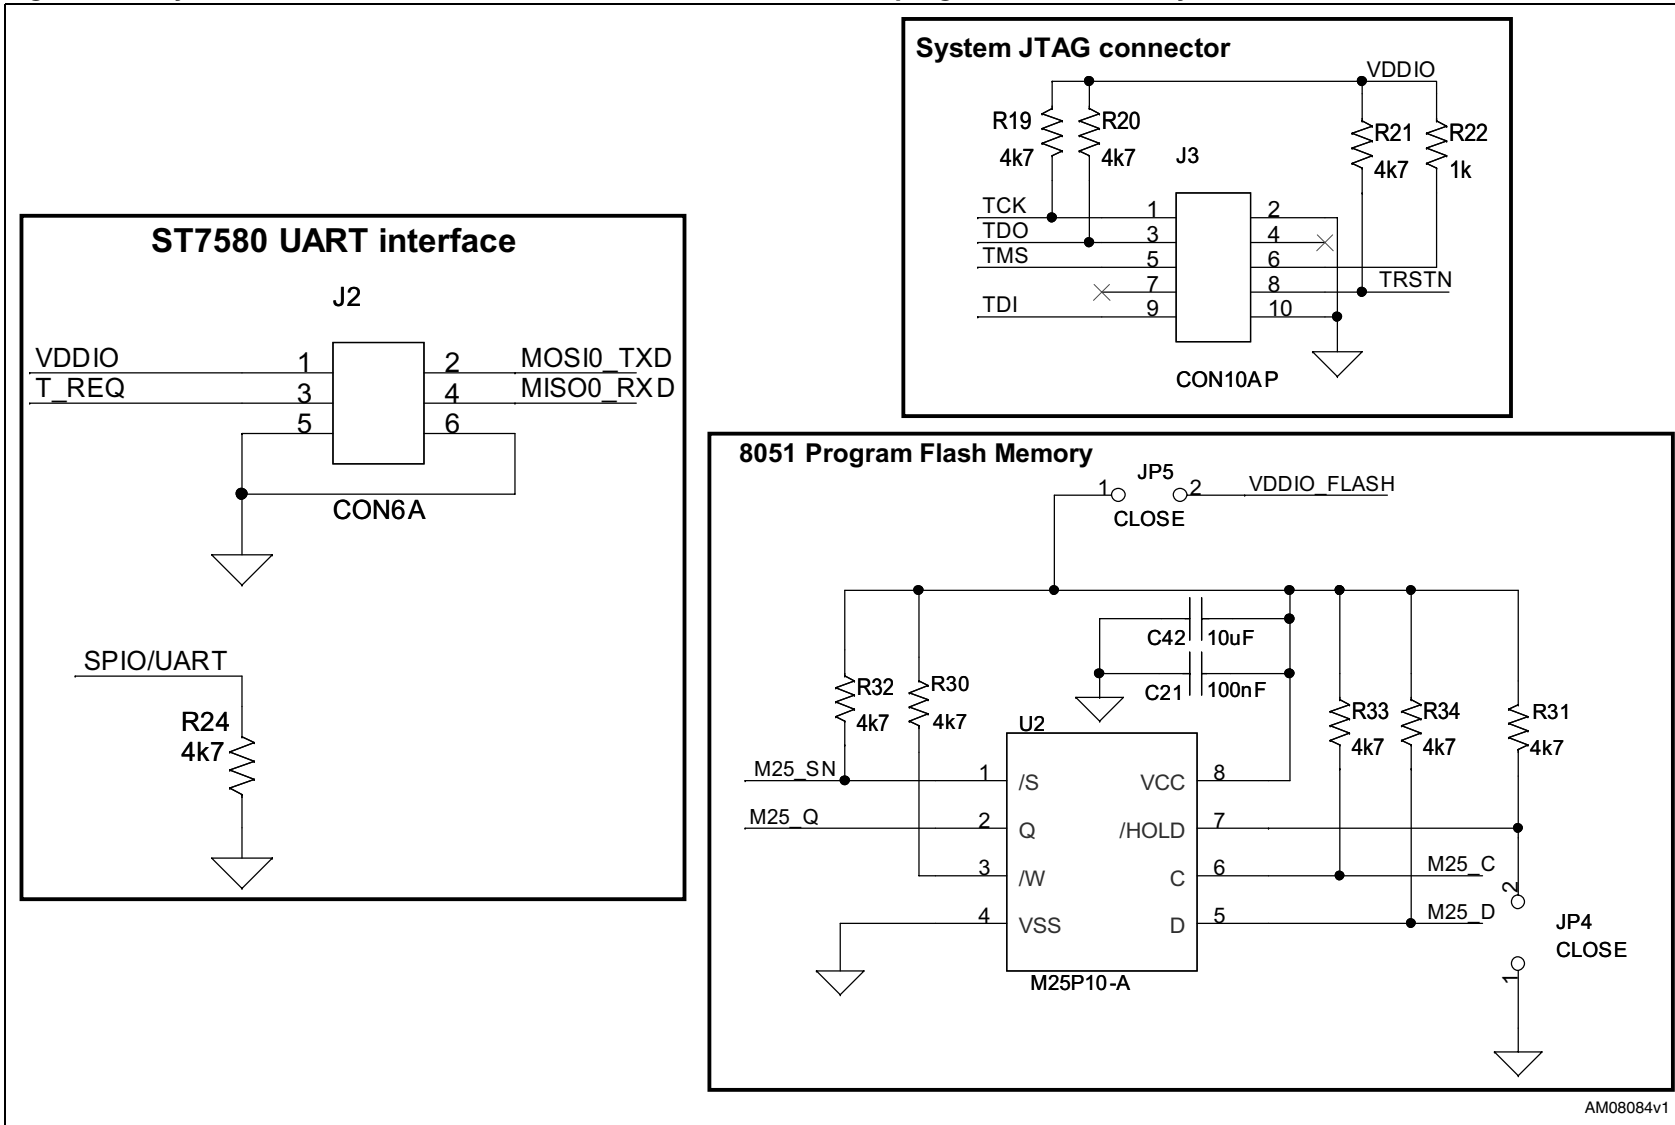 System JTAG connector
VDDIO
R19
4k7
R20
4k7
J3
R21
4k7
R22
1k
TCK
1
2
TDO
3
4
TMS
5
6
7
8
TRSTN
TDI
9
10
CON10AP
ST7580 UART interface
J2
VDDIO
1
2
MOSI0_TXD
T_REQ
3
4
MISO0_RXD
5
6
CON6A
SPIO/UART
R24
4k7
8051 Program Flash Memory
JP5
1
2
VDDIO_FLASH
CLOSE
C42
10uF
C21
100nF
R32
4k7
R30
4k7
R33
4k7
R34
4k7
R31
4k7
U2
M25_SN
1
/S
VCC
8
M25_Q
2
Q
/HOLD
7
3
/W
C
6
M25_C
4
VSS
D
5
M25_D
2
JP4
CLOSE
1
M25P10-A
AM08084v1